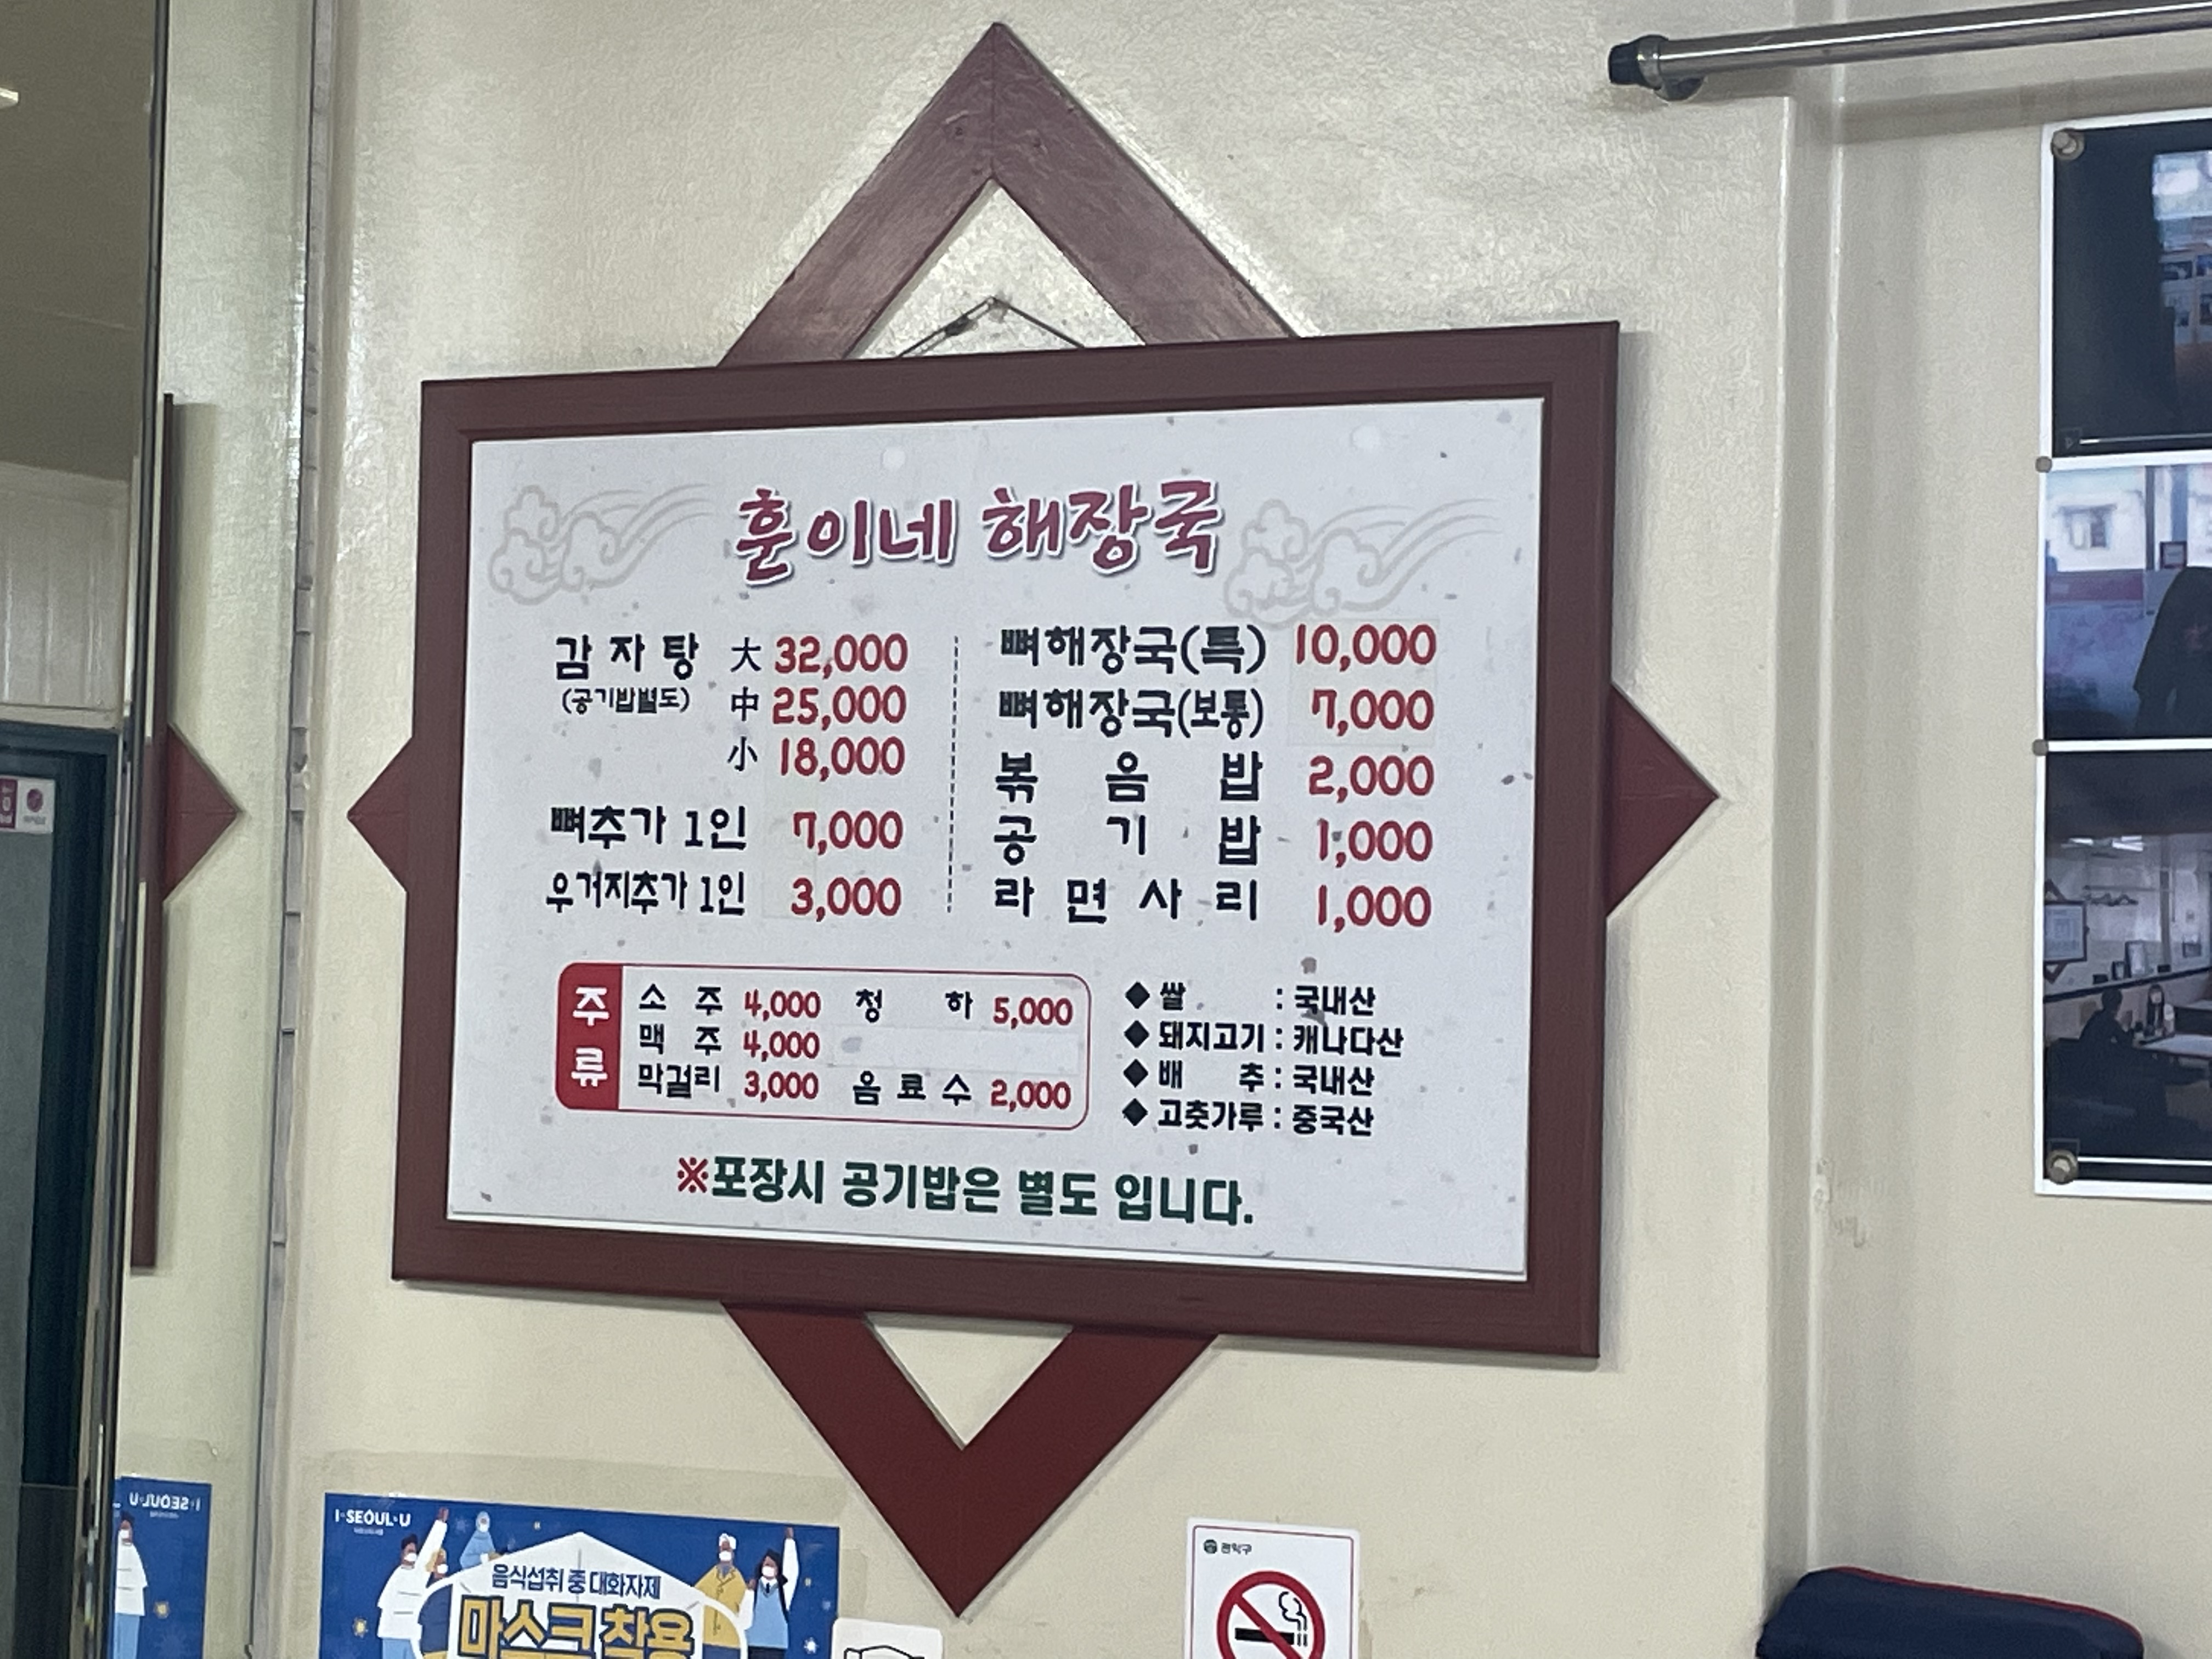 훈이네 해장국
감자탕 大 32,000
(공기밥별도) 中 25,000
小 18,000
뼈추가 1인 7,000
우거지추가 1인 3,000
뼈해장국(특) 10,000
뼈해장국(보통) 7,000
볶음밥 2,000
공기밥 1,000
라면사리 1,000
주류
소주 4,000 청하 5,000
맥주 4,000
막걸리 3,000 음료수 2,000
◆ 쌀 : 국내산
◆ 돼지고기 : 캐나다산
◆ 배추 : 국내산
◆ 고춧가루 : 중국산
※포장시 공기밥은 별도 입니다.
I·SEOUL·U
음식섭취 중 대화자제
마스크 착용
관악구